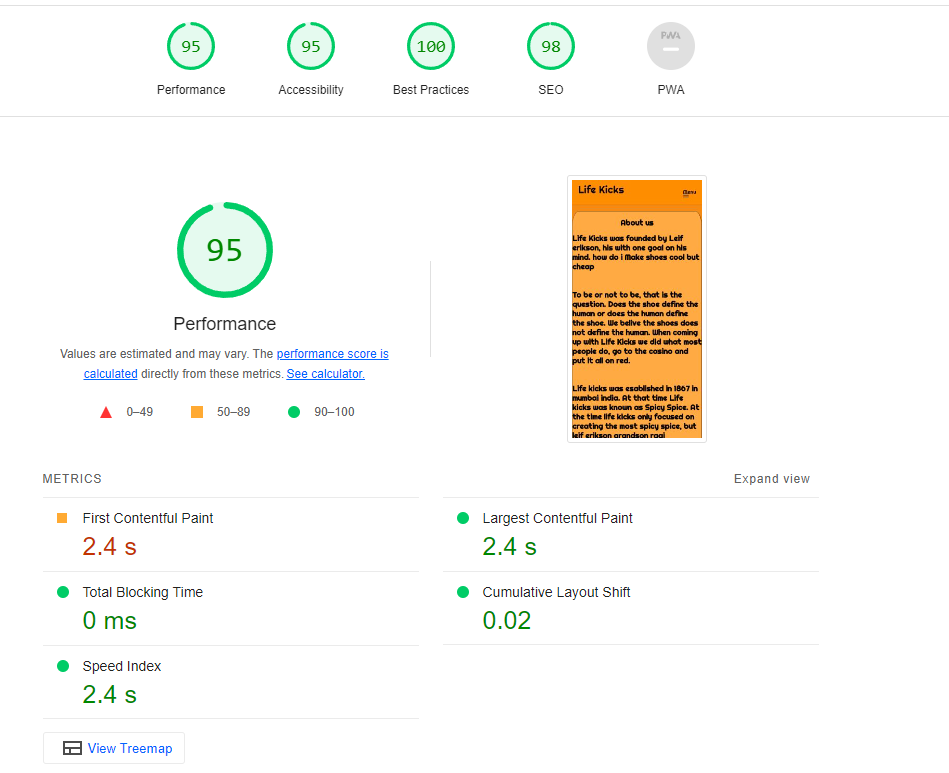 95
95
100
98
PWA
Performance
Accessibility
Best Practices
SEO
PWA
95
Performance
Values are estimated and may vary. The performance score is
calculated directly from these metrics. See calculator.
0–49
50–89
90–100
Life Kicks
Menu
About us
Life Kicks was founded by Leif
erikson, his with one goal on his
mind. how do i Make shoes cool but
cheap
To be or not to be, that is the
question. Does the shoe define the
human or does the human define
the shoe. We belive the shoes does
not define the human. When coming
up with Life Kicks we did what most
people do, go to the casino and
put it all on red.
Life kicks was esablished in 1867 in
mumbai india. At that time Life
kicks was known as Spicy Spice. At
the time life kicks only focused on
creating the most spicy spice, but
leif erikson grandson ragi
METRICS
Expand view
First Contentful Paint
2.4 s
Largest Contentful Paint
2.4 s
Total Blocking Time
0 ms
Cumulative Layout Shift
0.02
Speed Index
2.4 s
View Treemap